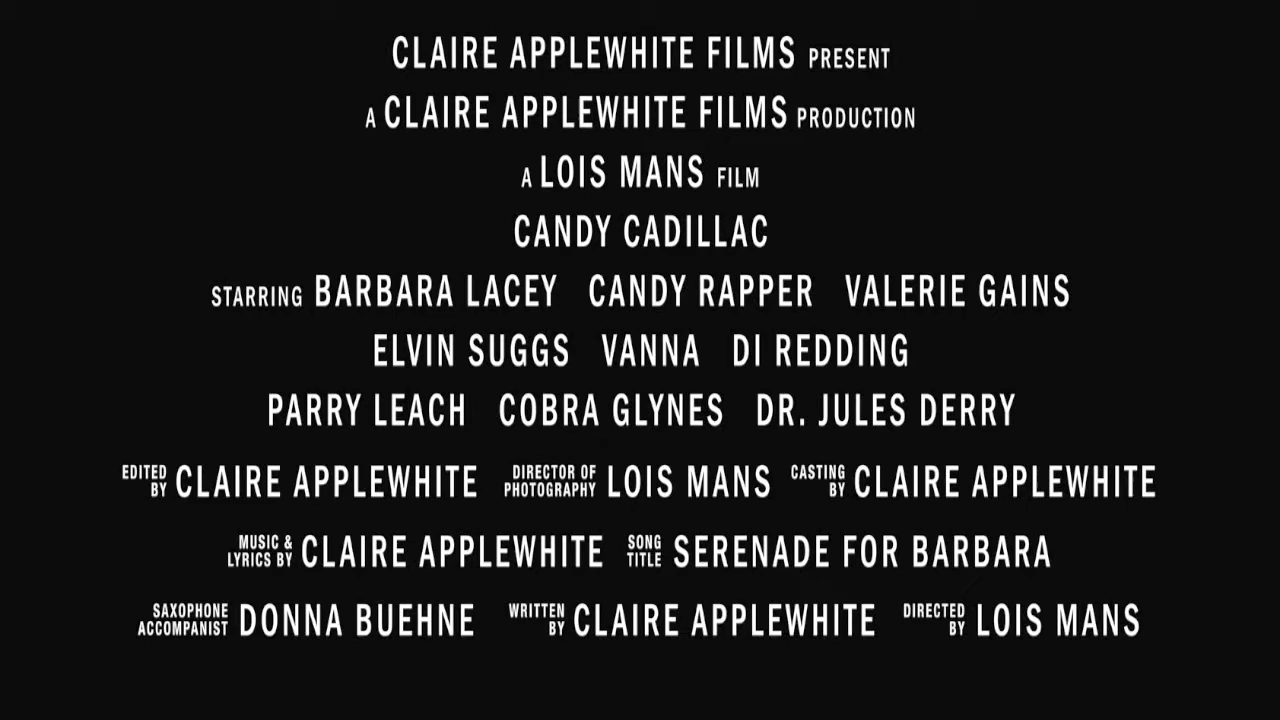 CLAIRE APPLEWHITE FILMS PRESENT
A CLAIRE APPLEWHITE FILMS PRODUCTION
A LOIS MANS FILM
CANDY CADILLAC
STARRING BARBARA LACEY CANDY RAPPER VALERIE GAINS
ELVIN SUGGS VANNA DI REDDING
PARRY LEACH COBRA GLYNES DR. JULES DERRY
EDITED BY CLAIRE APPLEWHITE DIRECTOR OF PHOTOGRAPHY LOIS MANS CASTING BY CLAIRE APPLEWHITE
MUSIC & LYRICS BY CLAIRE APPLEWHITE SONG TITLE SERENADE FOR BARBARA
SAXOPHONE ACCOMPANIST DONNA BUEHNE WRITTEN BY CLAIRE APPLEWHITE DIRECTED BY LOIS MANS